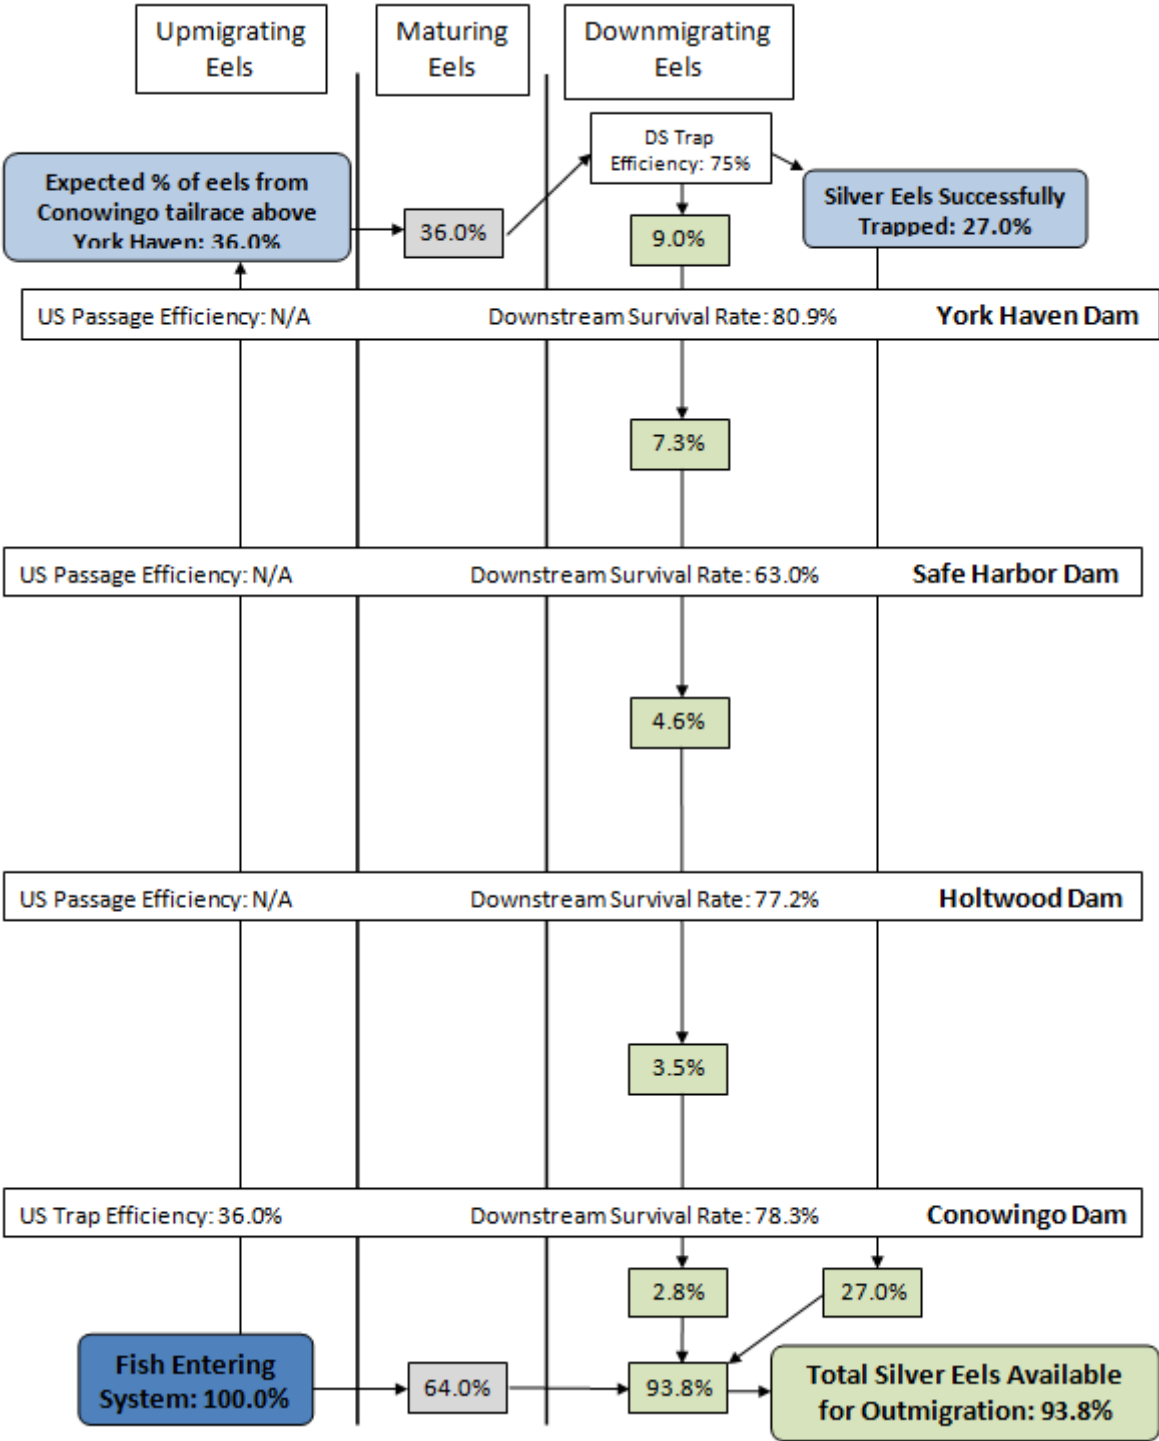 Upmigrating
Eels
Maturing
Eels
Downmigrating
Eels
DS Trap
Efficiency: 75%
Expected % of eels from
Conowingo tailrace above
York Haven: 36.0%
36.0%
9.0%
Silver Eels Successfully
Trapped: 27.0%
US Passage Efficiency: N/A Downstream Survival Rate: 80.9% York Haven Dam
7.3%
US Passage Efficiency: N/A Downstream Survival Rate: 63.0% Safe Harbor Dam
4.6%
US Passage Efficiency: N/A Downstream Survival Rate: 77.2% Holtwood Dam
3.5%
US Trap Efficiency: 36.0% Downstream Survival Rate: 78.3% Conowingo Dam
2.8%
27.0%
Fish Entering
System: 100.0%
64.0%
93.8%
Total Silver Eels Available
for Outmigration: 93.8%